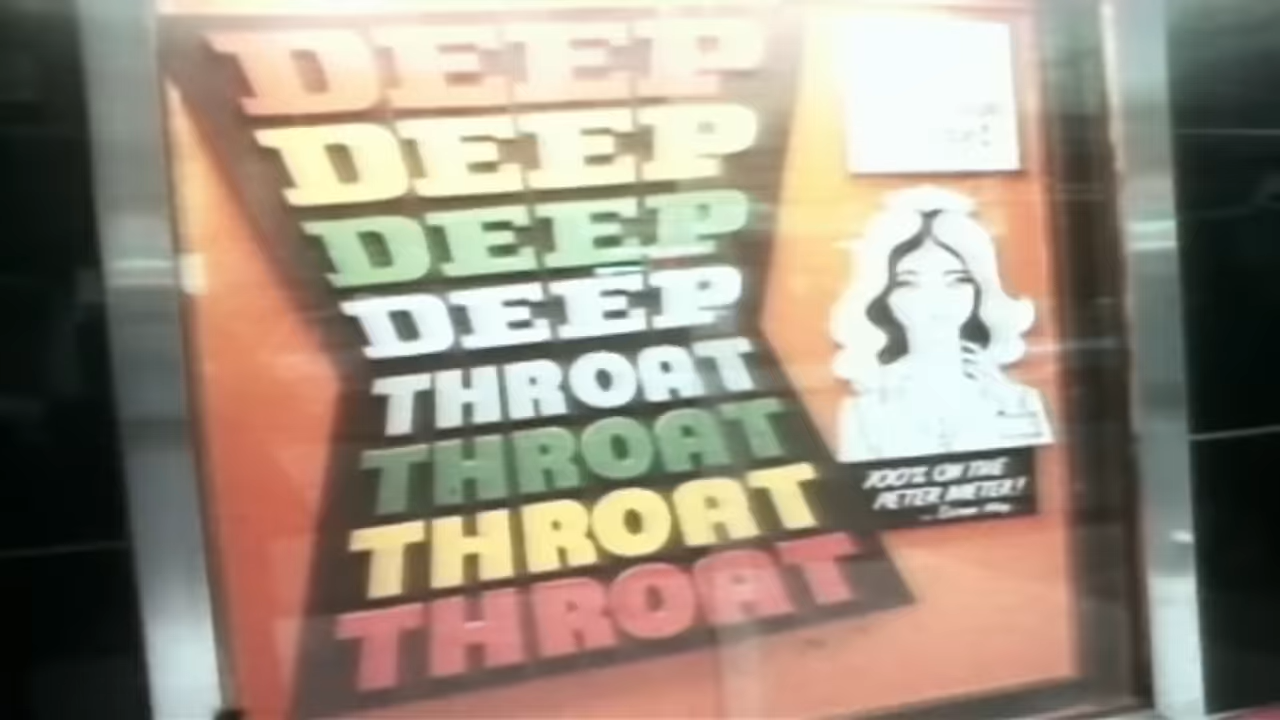 DEEP
DEEP
DEEP
DEEP
THROAT
THROAT
THROAT
THROAT
100% ON THE
PETER METER!